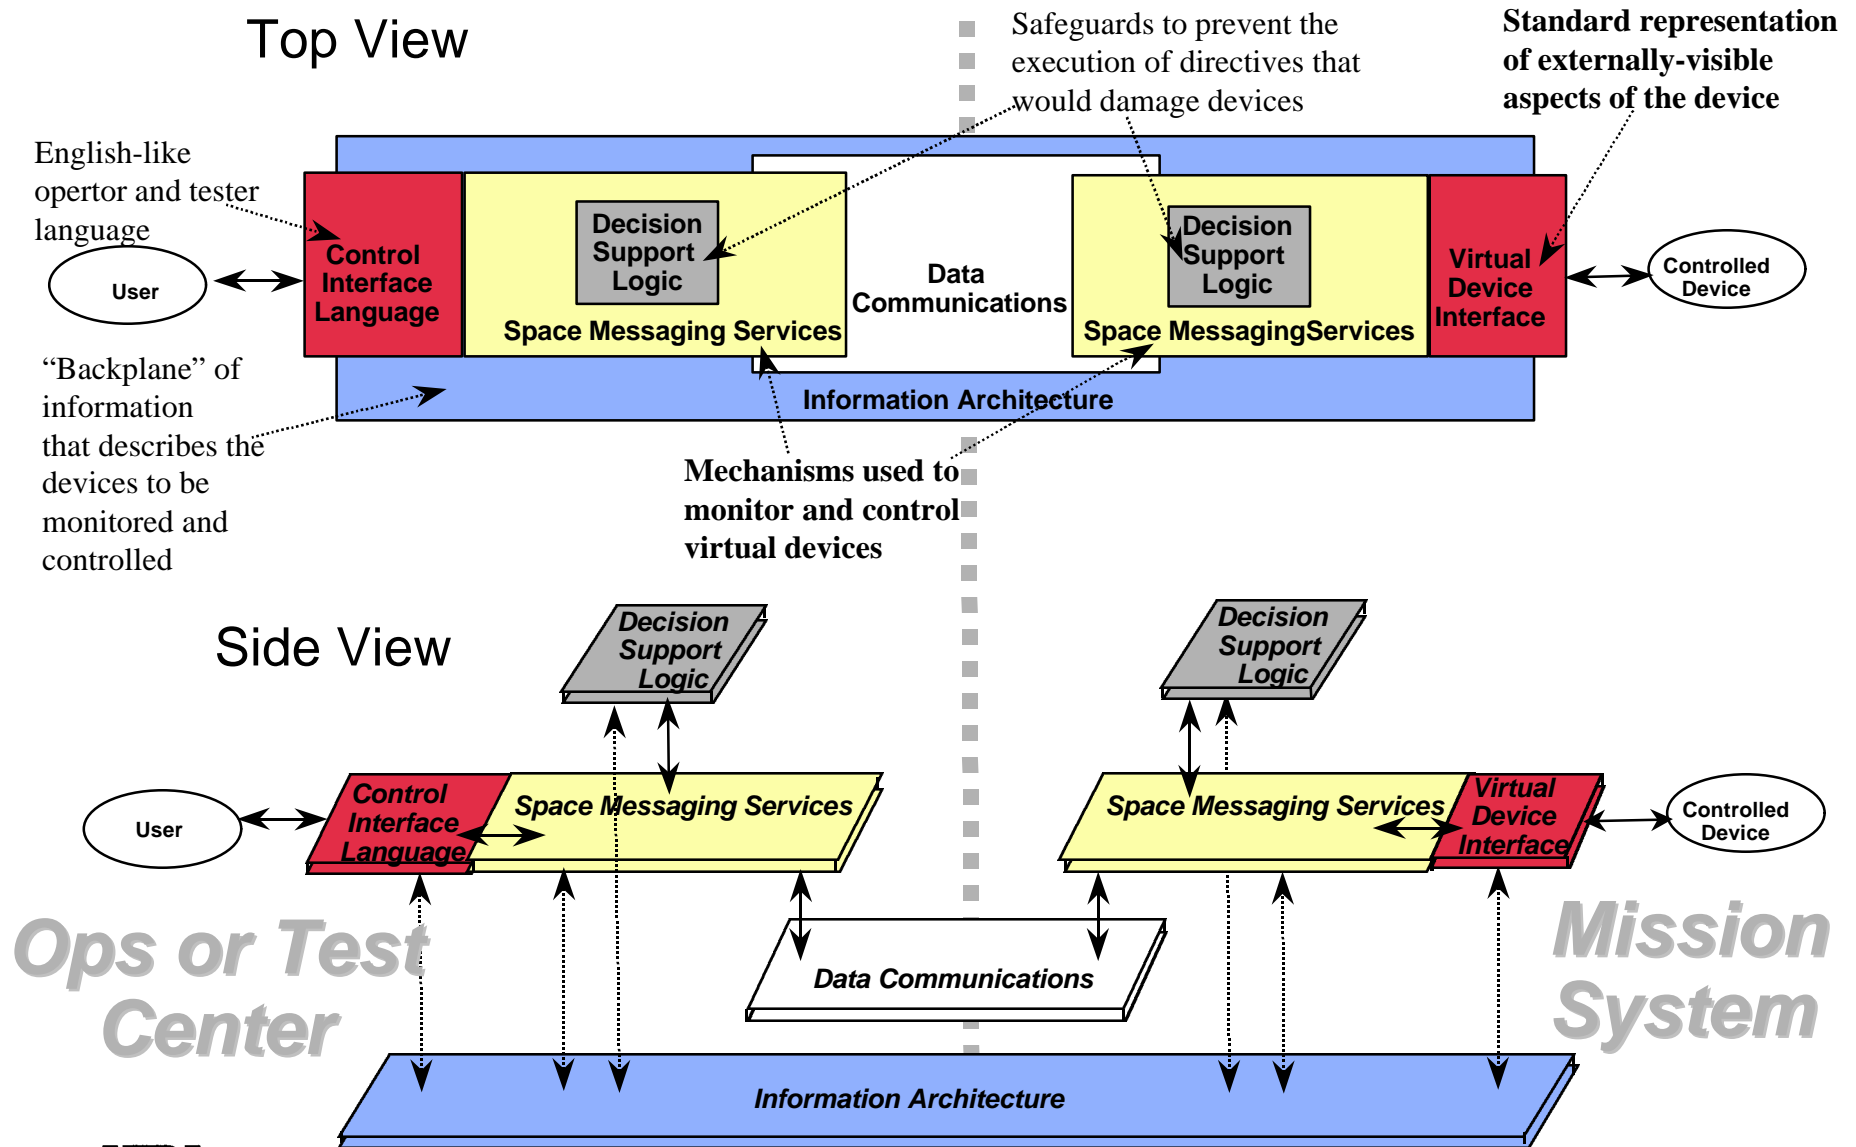 Top View
Safeguards to prevent the
execution of directives that
would damage devices
Standard representation
of externally-visible
aspects of the device
English-like
opertor and tester
language
User
Control
Interface
Language
Decision
Support
Logic
Space Messaging Services
Data
Communications
Decision
Support
Logic
Space MessagingServices
Virtual
Device
Interface
Controlled
Device
Information Architecture
“Backplane” of
information
that describes the
devices to be
monitored and
controlled
Mechanisms used to
monitor and control
virtual devices
Side View
Decision
Support
Logic
Decision
Support
Logic
User
Control
Interface
Language
Space Messaging Services
Space Messaging Services
Virtual
Device
Interface
Controlled
Device
Ops or Test
Center
Data Communications
Mission
System
Information Architecture